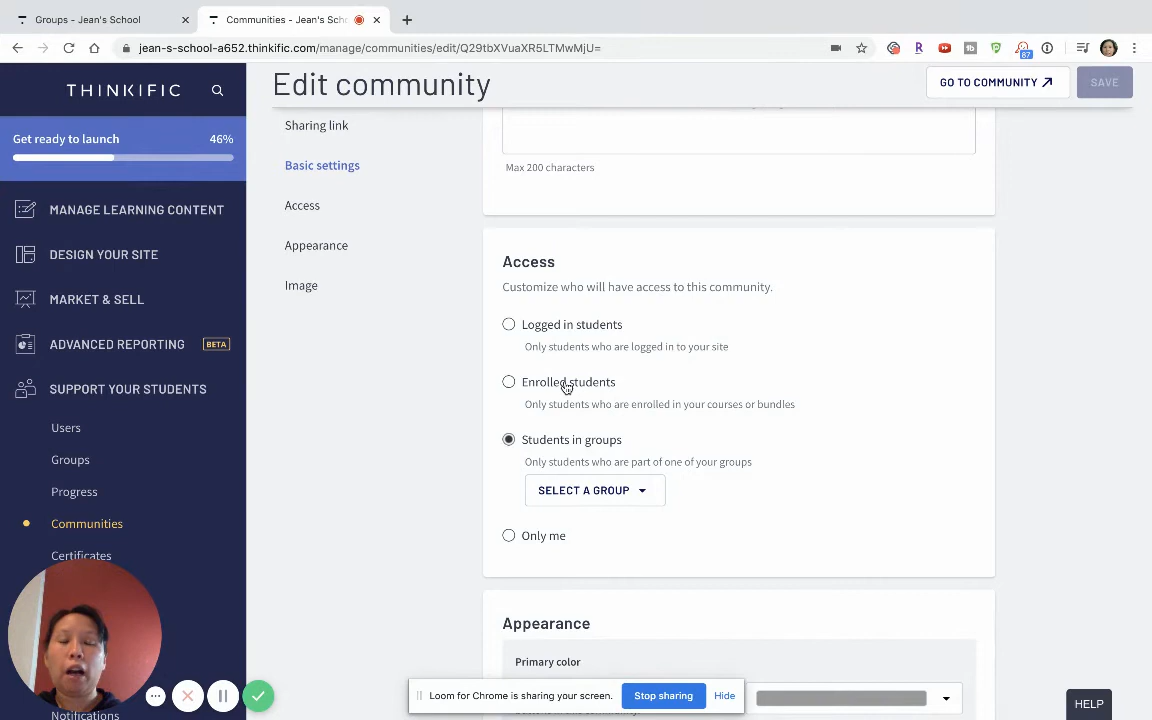 Groups - Jean's School
Communities - Jean's Sch
jean-s-school-a652.thinkific.com/manage/communities/edit/Q29tbXVuaXR5LTMwMjU=
87
THINKIFIC
Edit community
GO TO COMMUNITY
SAVE
Get ready to launch
46%
MANAGE LEARNING CONTENT
DESIGN YOUR SITE
MARKET & SELL
ADVANCED REPORTING
BETA
SUPPORT YOUR STUDENTS
Users
Groups
Progress
Communities
Certificates
Notifications
Sharing link
Basic settings
Access
Appearance
Image
Max 200 characters
Access
Customize who will have access to this community.
Logged in students
Only students who are logged in to your site
Enrolled students
Only students who are enrolled in your courses or bundles
Students in groups
Only students who are part of one of your groups
SELECT A GROUP
Only me
Appearance
Primary color
Loom for Chrome is sharing your screen.
Stop sharing
Hide
HELP